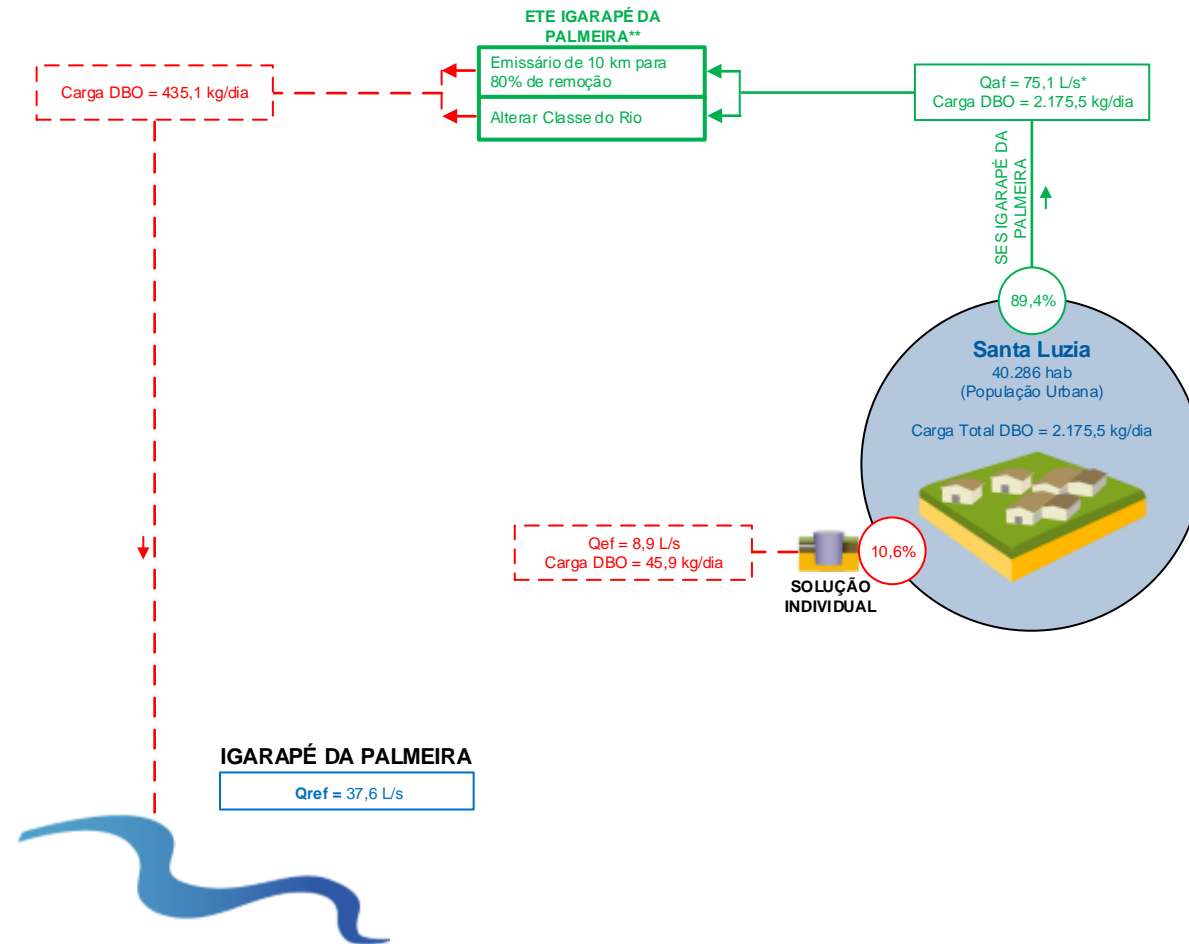 ETE IGARAPÉ DA
PALMEIRA**
Emissário de 10 km para
80% de remoção
Alterar Classe do Rio
Carga DBO = 435,1 kg/dia
Qaf = 75,1 L/s*
Carga DBO = 2.175,5 kg/dia
SES IGARAPÉ DA
PALMEIRA
89,4%
Santa Luzia
40.286 hab
(População Urbana)
Carga Total DBO = 2.175,5 kg/dia
Qef = 8,9 L/s
Carga DBO = 45,9 kg/dia
10,6%
SOLUÇÃO
INDIVIDUAL
IGARAPÉ DA PALMEIRA
Qref = 37,6 L/s